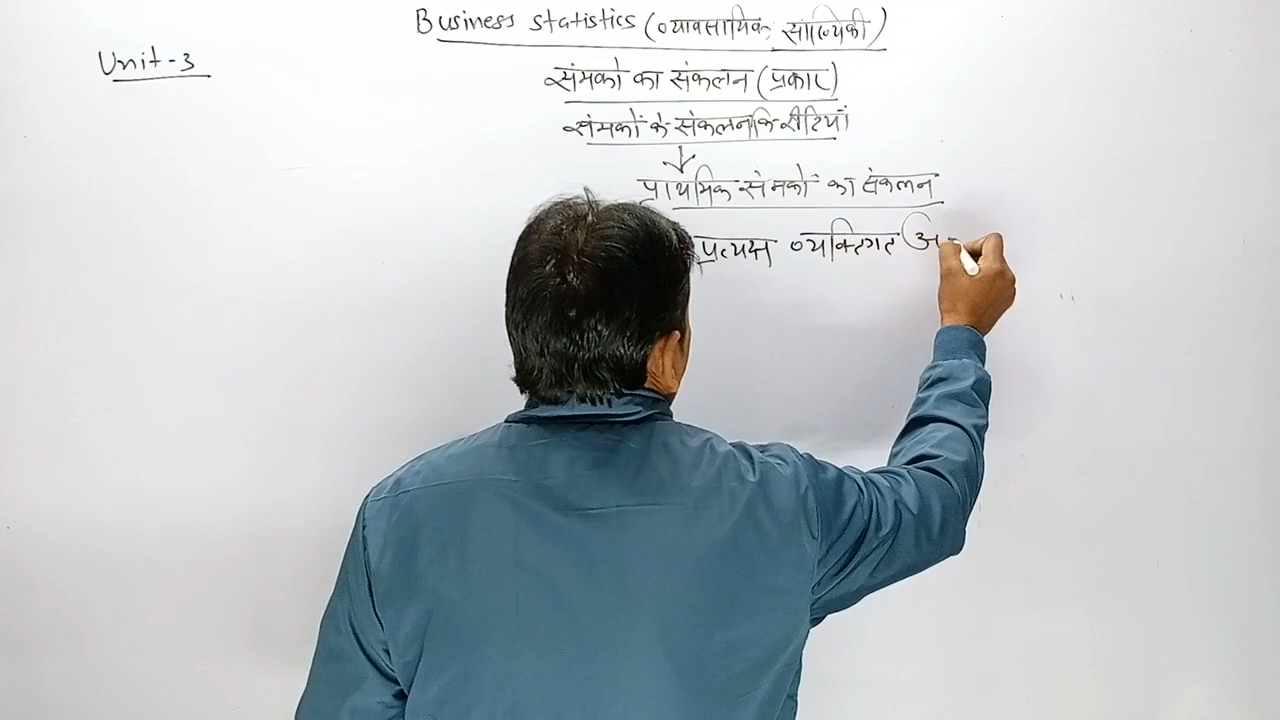 Business statistics (व्यावसायिक सांख्यिकी)
Unit-3
संमको का संकलन (प्रकार)
संमकों के संकलन कि रीतियाँ
प्राथमिक संमकों का संकलन
प्रत्यक्ष व्यक्तिगत अ